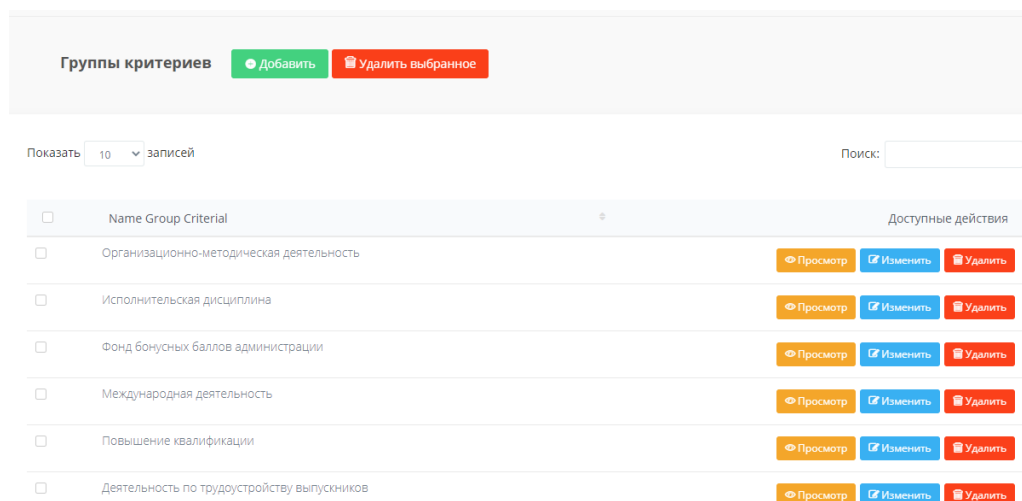 Группы критериев Добавить Удалить выбранное
Показать 10 записей Поиск:
Name Group Criterial Доступные действия
Организационно-методическая деятельность Просмотр Изменить Удалить
Исполнительская дисциплина Просмотр Изменить Удалить
Фонд бонусных баллов администрации Просмотр Изменить Удалить
Международная деятельность Просмотр Изменить Удалить
Повышение квалификации Просмотр Изменить Удалить
Деятельность по трудоустройству выпускников Просмотр Изменить Удалить